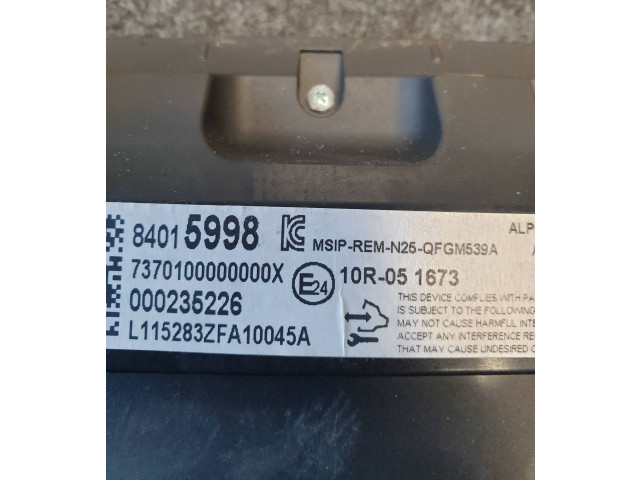 84015998 MSIP-REM-N25-QFGM539A ALP
7370100000000X E24 10R-05 1673
000235226
L115283ZFA10045A
THIS DEVICE COMPLIES WITH PA
IS SUBJECT TO THE FOLLOWING
MAY NOT CAUSE HARMFUL INTE
ANY INTERFERENCE RE
THAT MAY CAUSE UNDESIRED O